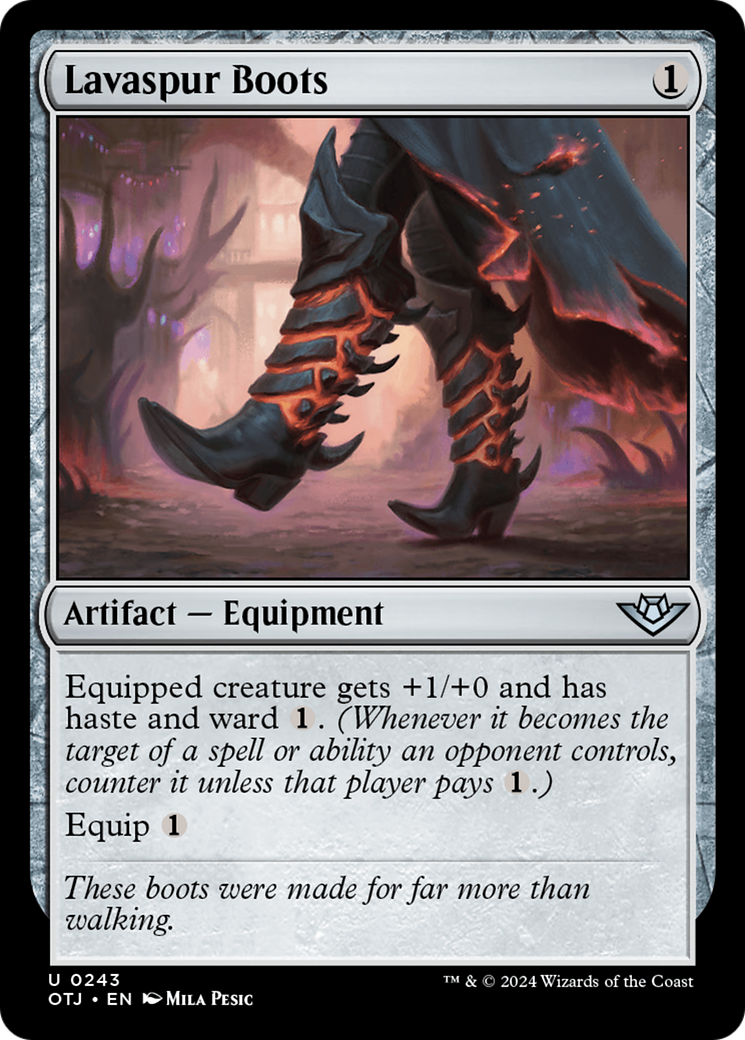 Lavaspur Boots 1
Artifact — Equipment
Equipped creature gets +1/+0 and has
haste and ward 1. (Whenever it becomes the
target of a spell or ability an opponent controls,
counter it unless that player pays 1.)
Equip 1
These boots were made for far more than
walking.
U 0243
™ & © 2024 Wizards of the Coast
OTJ • EN Mila Pesic